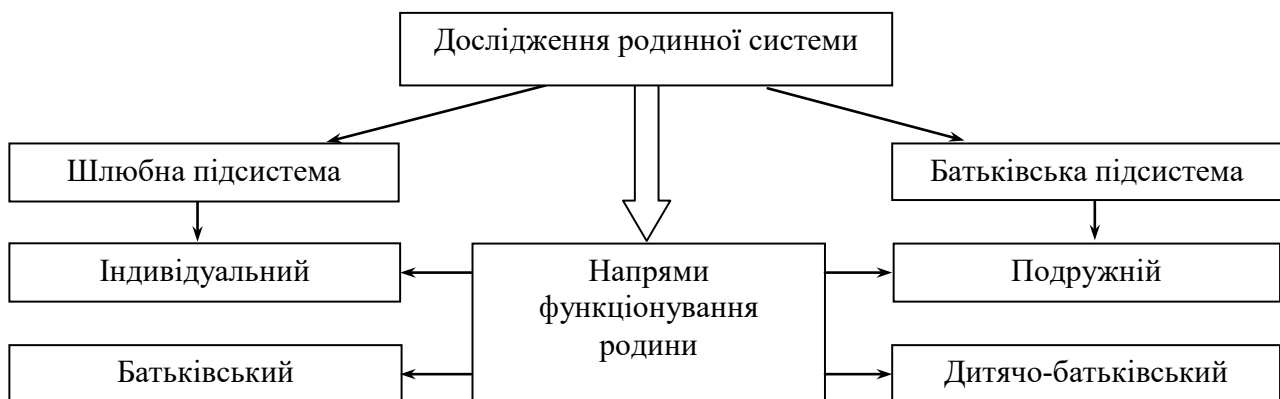 Дослідження родинної системи
Шлюбна підсистема
Батьківська підсистема
Індивідуальний
Напрями
функціонування
родини
Подружній
Батьківський
Дитячо-батьківський